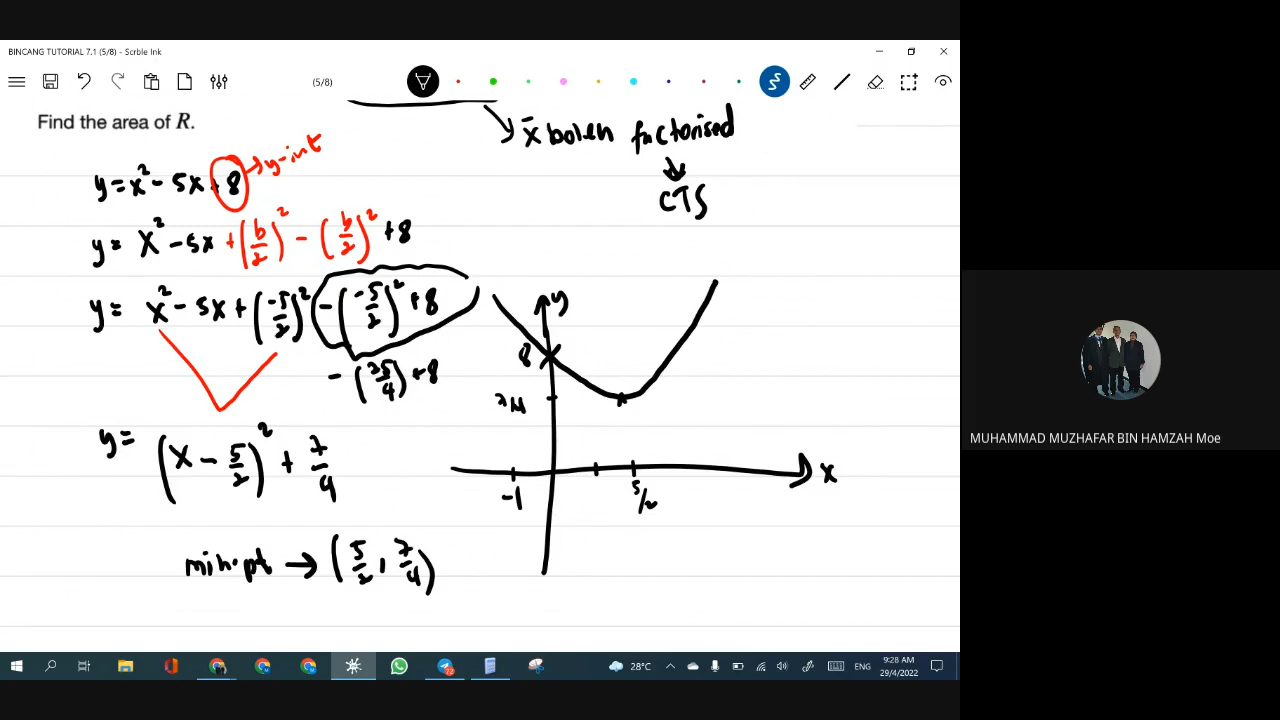 BINCANG TUTORIAL 7.1 (5/8) - Scrble Ink
(5/8)
Find the area of R.
x̄ boleh factorised
CTS
y = x² - 5x + 8 → y-int
y = x² - 5x + (b/2)² - (b/2)² + 8
y = x² - 5x + (-5/2)² - (-5/2)² + 8
- (25/4) + 8
y = (x - 5/2)² + 7/4
min.pt → (5/2, 7/4)
y
8
x
-1
5/2
MUHAMMAD MUZHAFAR BIN HAMZAH Moe
28°C
ENG
9:28 AM
29/4/2022